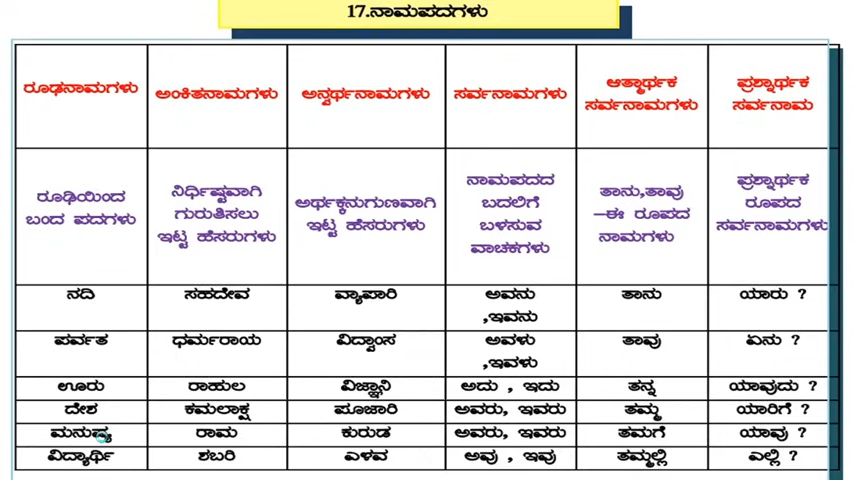 17.ನಾಮಪದಗಳು
ರೂಢನಾಮಗಳು ಅಂಕಿತನಾಮಗಳು ಅನ್ವರ್ಥನಾಮಗಳು ಸರ್ವನಾಮಗಳು ಆತ್ಮಾರ್ಥಕ ಸರ್ವನಾಮಗಳು ಪ್ರಶ್ನಾರ್ಥಕ ಸರ್ವನಾಮ
ರೂಢಿಯಿಂದ ಬಂದ ಪದಗಳು ನಿರ್ಧಿಷ್ಟವಾಗಿ ಗುರುತಿಸಲು ಇಟ್ಟ ಹೆಸರುಗಳು ಅರ್ಥಕ್ಕನುಗುಣವಾಗಿ ಇಟ್ಟ ಹೆಸರುಗಳು ನಾಮಪದದ ಬದಲಿಗೆ ಬಳಸುವ ವಾಚಕಗಳು ತಾನು,ತಾವು –ಈ ರೂಪದ ನಾಮಗಳು ಪ್ರಶ್ನಾರ್ಥಕ ರೂಪದ ಸರ್ವನಾಮಗಳು
ನದಿ ಸಹದೇವ ವ್ಯಾಪಾರಿ ಅವನು ,ಇವನು ತಾನು ಯಾರು ?
ಪರ್ವತ ಧರ್ಮರಾಯ ವಿದ್ವಾಂಸ ಅವಳು ,ಇವಳು ತಾವು ಏನು ?
ಊರು ರಾಹುಲ ವಿಜ್ಞಾನಿ ಅದು , ಇದು ತನ್ನ ಯಾವುದು ?
ದೇಶ ಕಮಲಾಕ್ಷ ಪೂಜಾರಿ ಅವರು, ಇವರು ತಮ್ಮ ಯಾರಿಗೆ ?
ಮನುಷ್ಯ ರಾಮ ಕುರುಡ ಅವರು, ಇವರು ತಮಗೆ ಯಾವು ?
ವಿದ್ಯಾರ್ಥಿ ಶಬರಿ ಎಳವ ಅವು , ಇವು ತಮ್ಮಲ್ಲಿ ಎಲ್ಲಿ ?